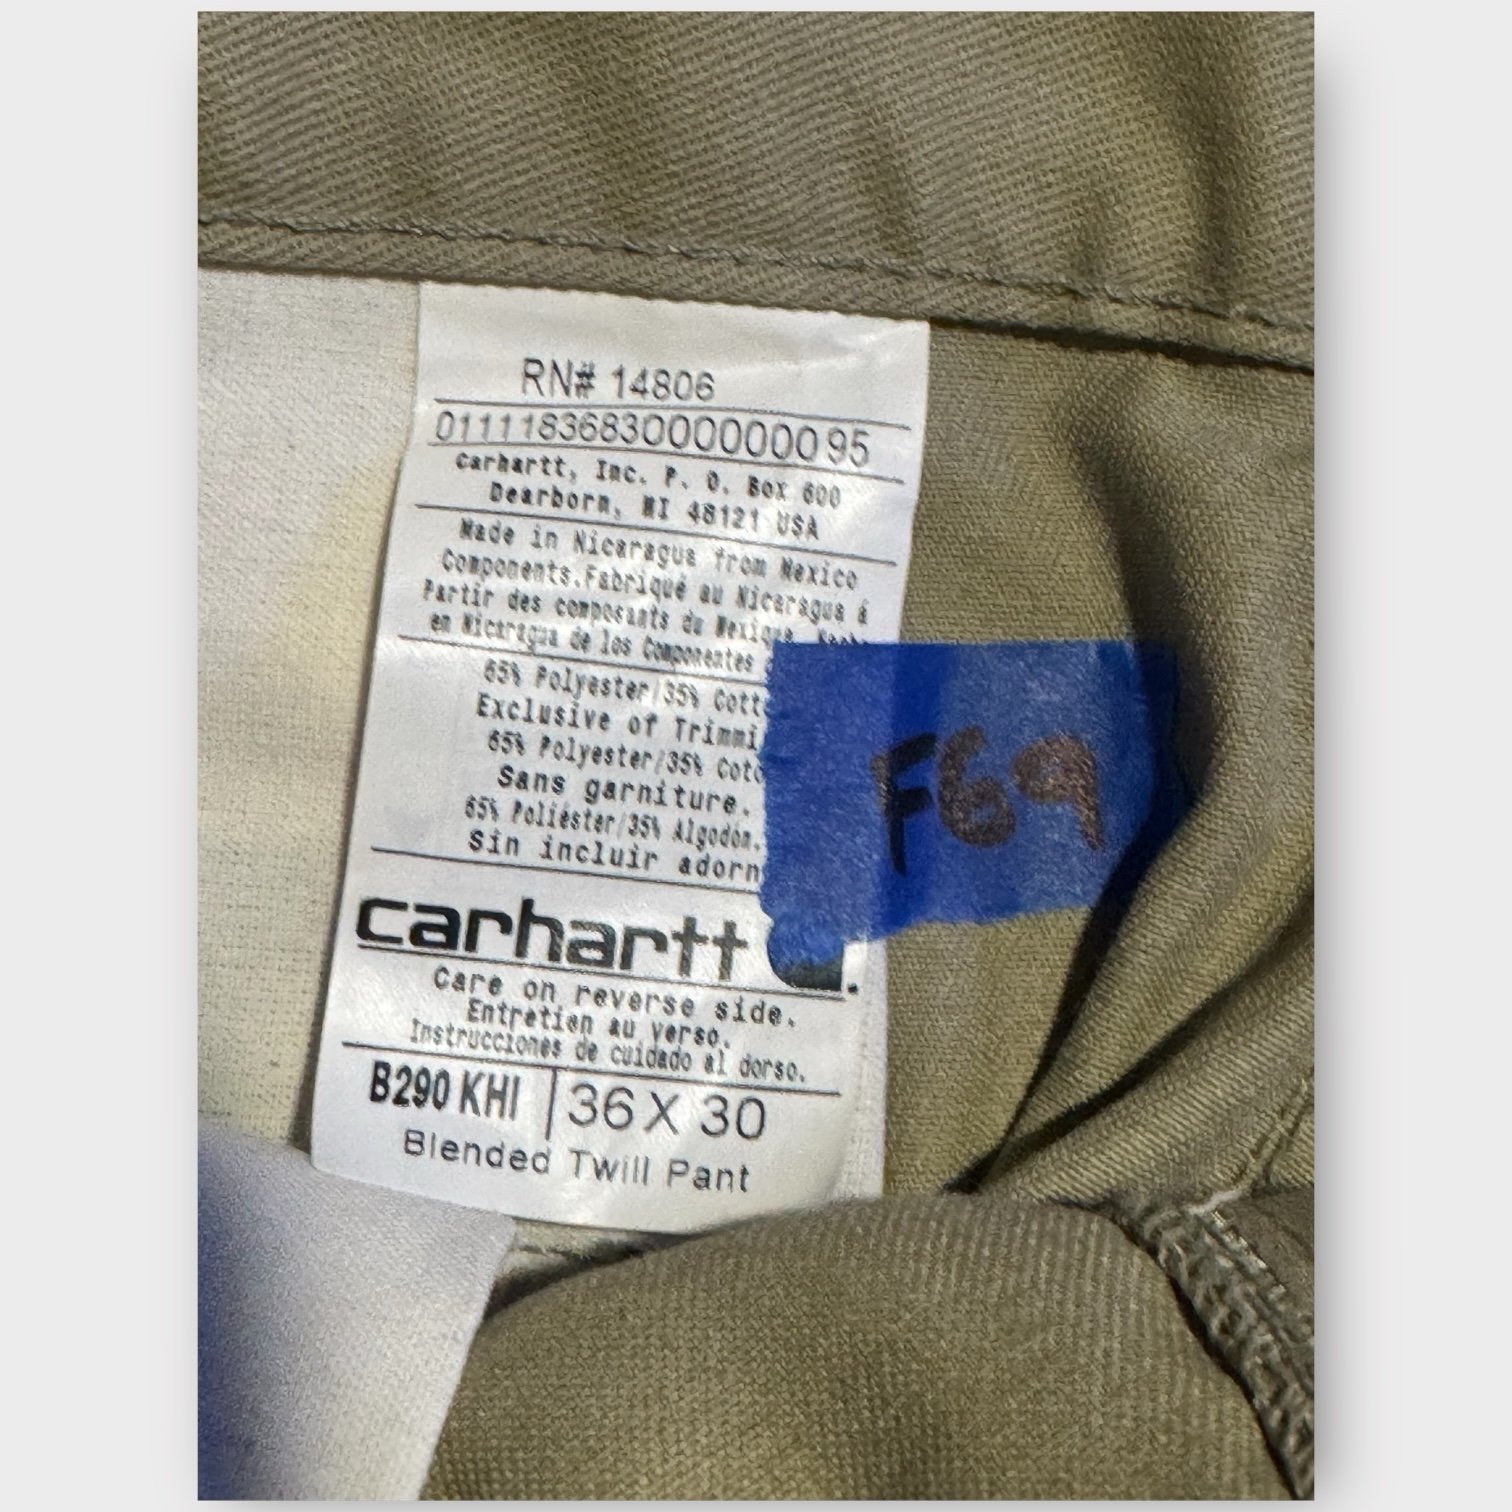 RN# 14806
01111836830000000095
Carhartt, Inc. P. O. Box 600
Dearborn, MI 48121 USA
Made in Nicaragua from Mexico
Components.Fabriqué au Nicaragua á
Partir des composants du Mexique.
en Nicaragua de los Componentes
65% Polyester/35% Cott
Exclusive of Trimmi
65% Polyester/35% Coto
Sans garniture.
65% Poliéster/35% Algodón.
Sin incluir adorn
carhartt
Care on reverse side.
Entretien au verso.
Instrucciones de cuidado al dorso.
B290 KHI 36 X 30
Blended Twill Pant
F69